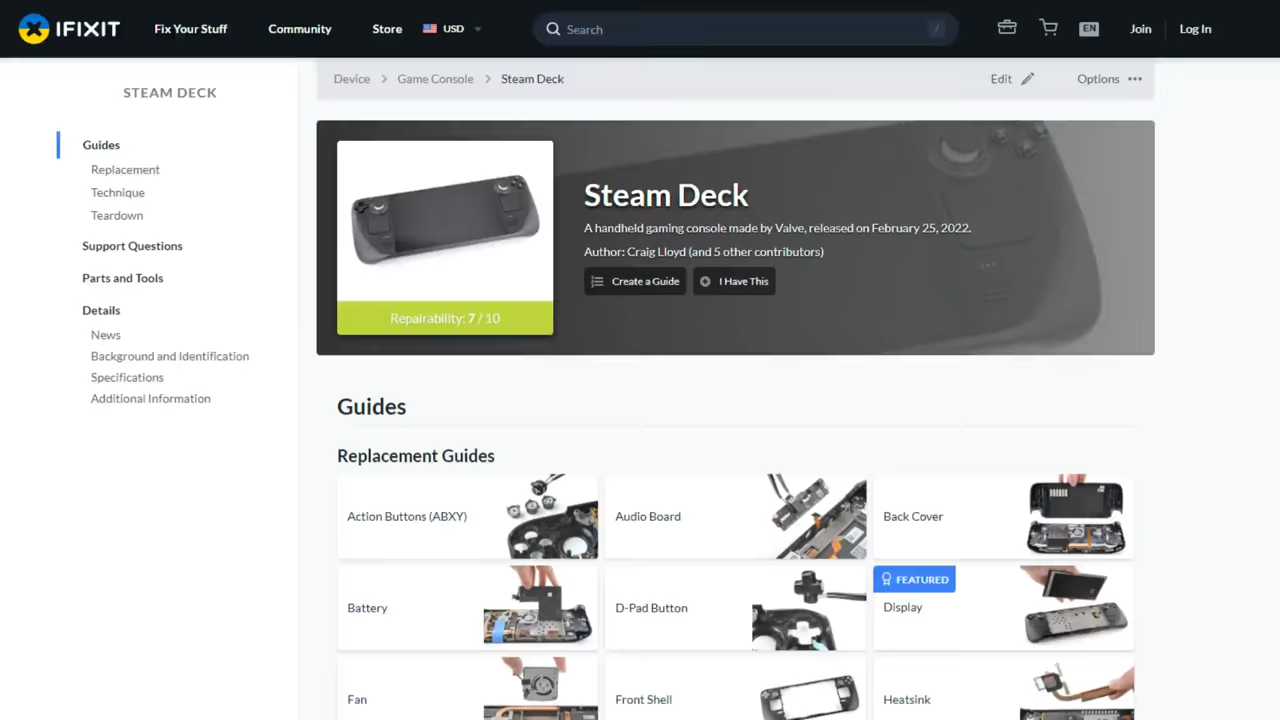 IFIXIT
Fix Your Stuff
Community
Store
USD
Search
/
EN
Join
Log In
STEAM DECK
Guides
Replacement
Technique
Teardown
Support Questions
Parts and Tools
Details
News
Background and Identification
Specifications
Additional Information
Device > Game Console > Steam Deck
Edit
Options
Repairability: 7 / 10
Steam Deck
A handheld gaming console made by Valve, released on February 25, 2022.
Author: Craig Lloyd (and 5 other contributors)
Create a Guide
I Have This
Guides
Replacement Guides
Action Buttons (ABXY)
Audio Board
Back Cover
Battery
D-Pad Button
FEATURED
Display
Fan
Front Shell
Heatsink